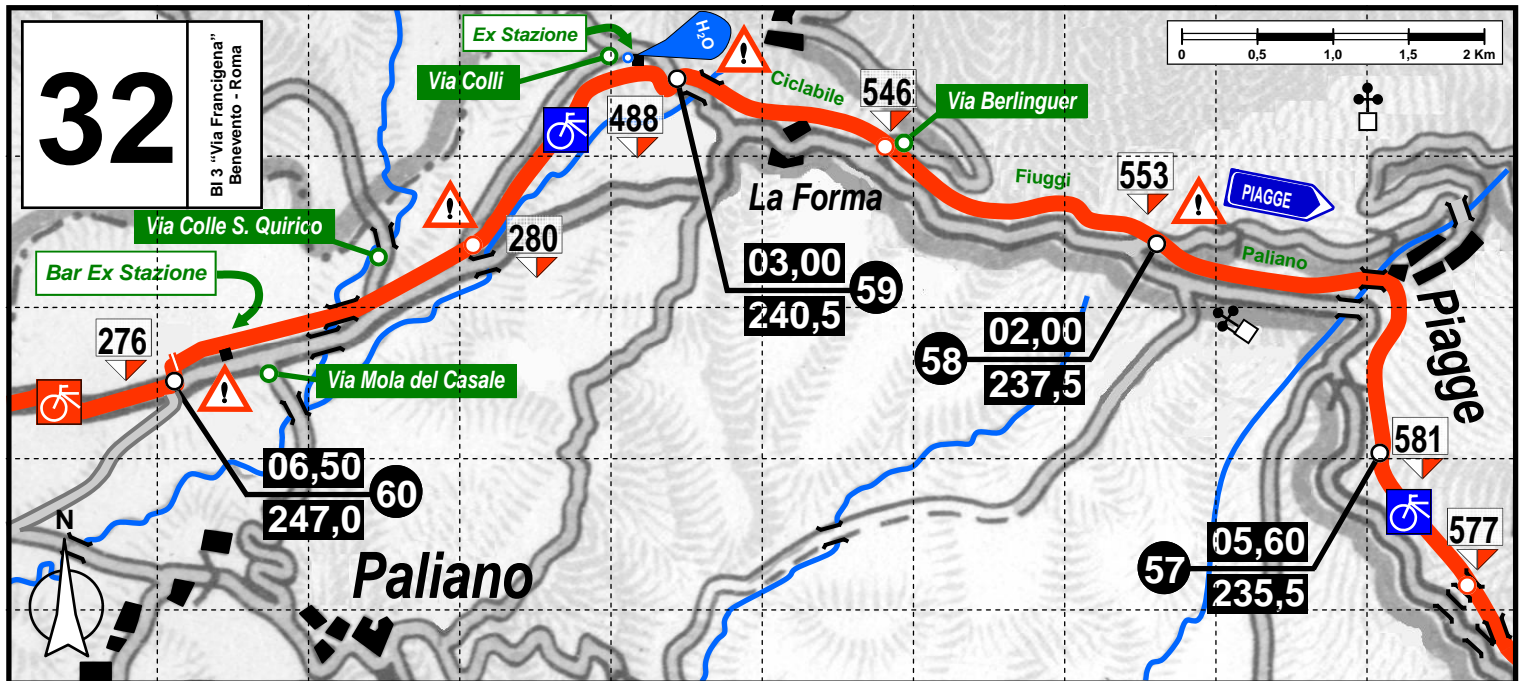 32
BI 3 “Via Francigena”
Benevento - Roma
Ex Stazione
H₂O
Via Colli
Ciclabile
488
546
Via Berlinguer
0 0,5 1,0 1,5 2 Km
Via Colle S. Quirico
280
La Forma
Fiuggi
553
PIAGGE
Paliano
Bar Ex Stazione
03,00
59
240,5
276
Via Mola del Casale
58
02,00
237,5
Piagge
06,50
60
247,0
581
N
Paliano
57
05,60
235,5
577